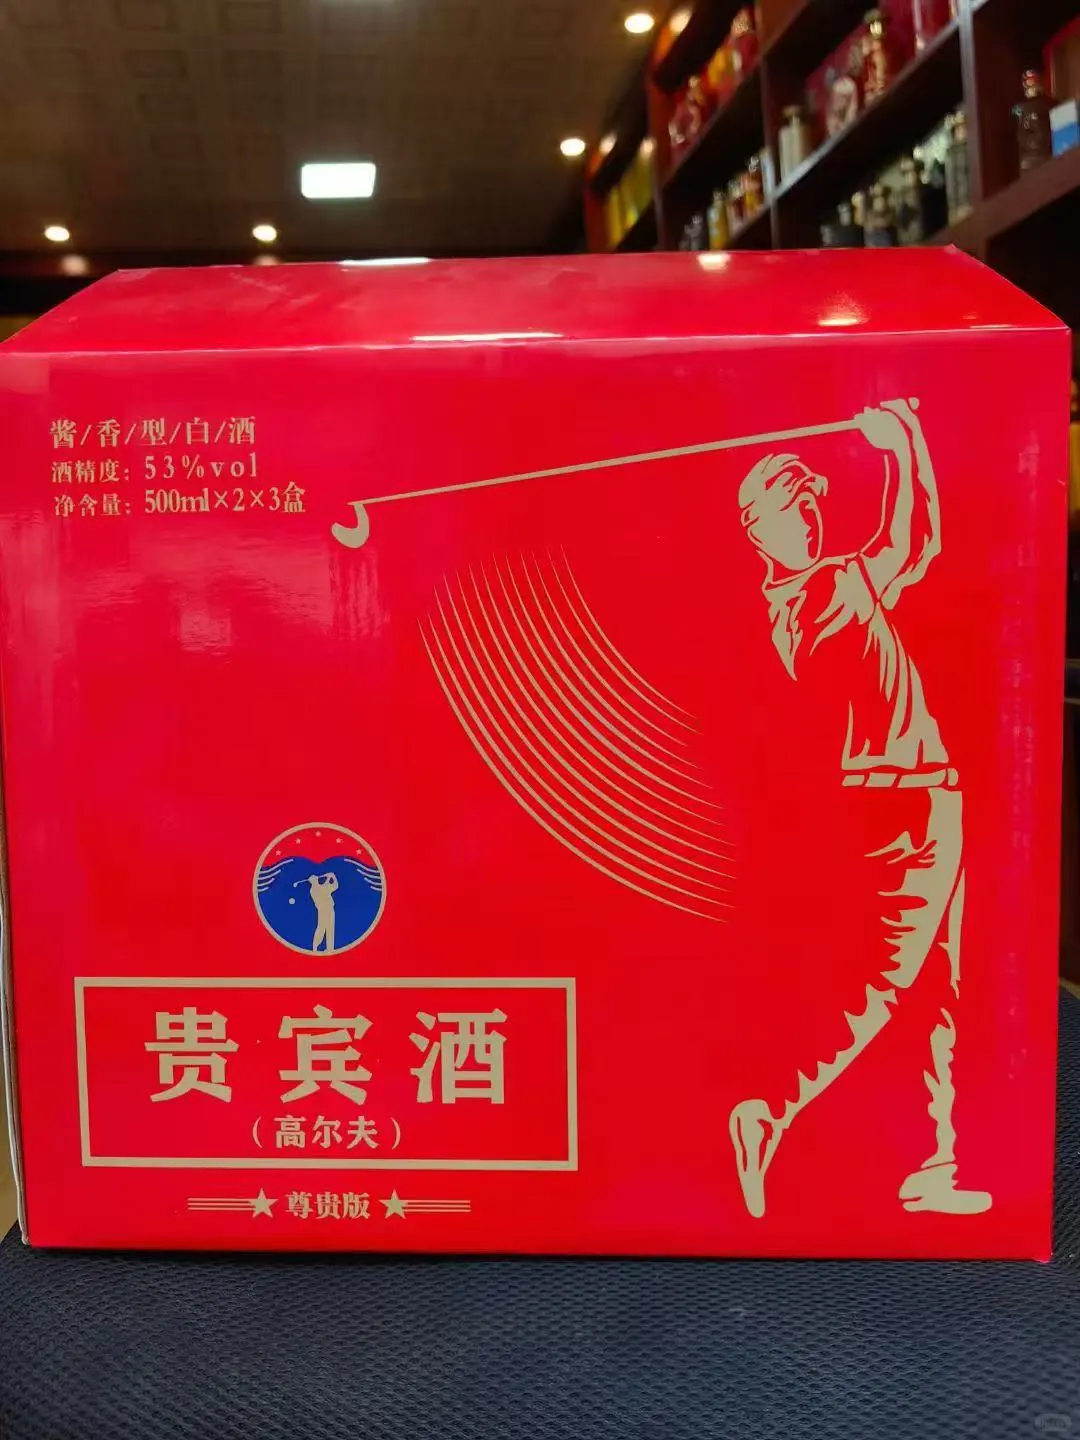 酱/香/型/白/酒
酒精度：53%vol
净含量：500ml×2×3盒
贵宾酒
（高尔夫）
尊贵版